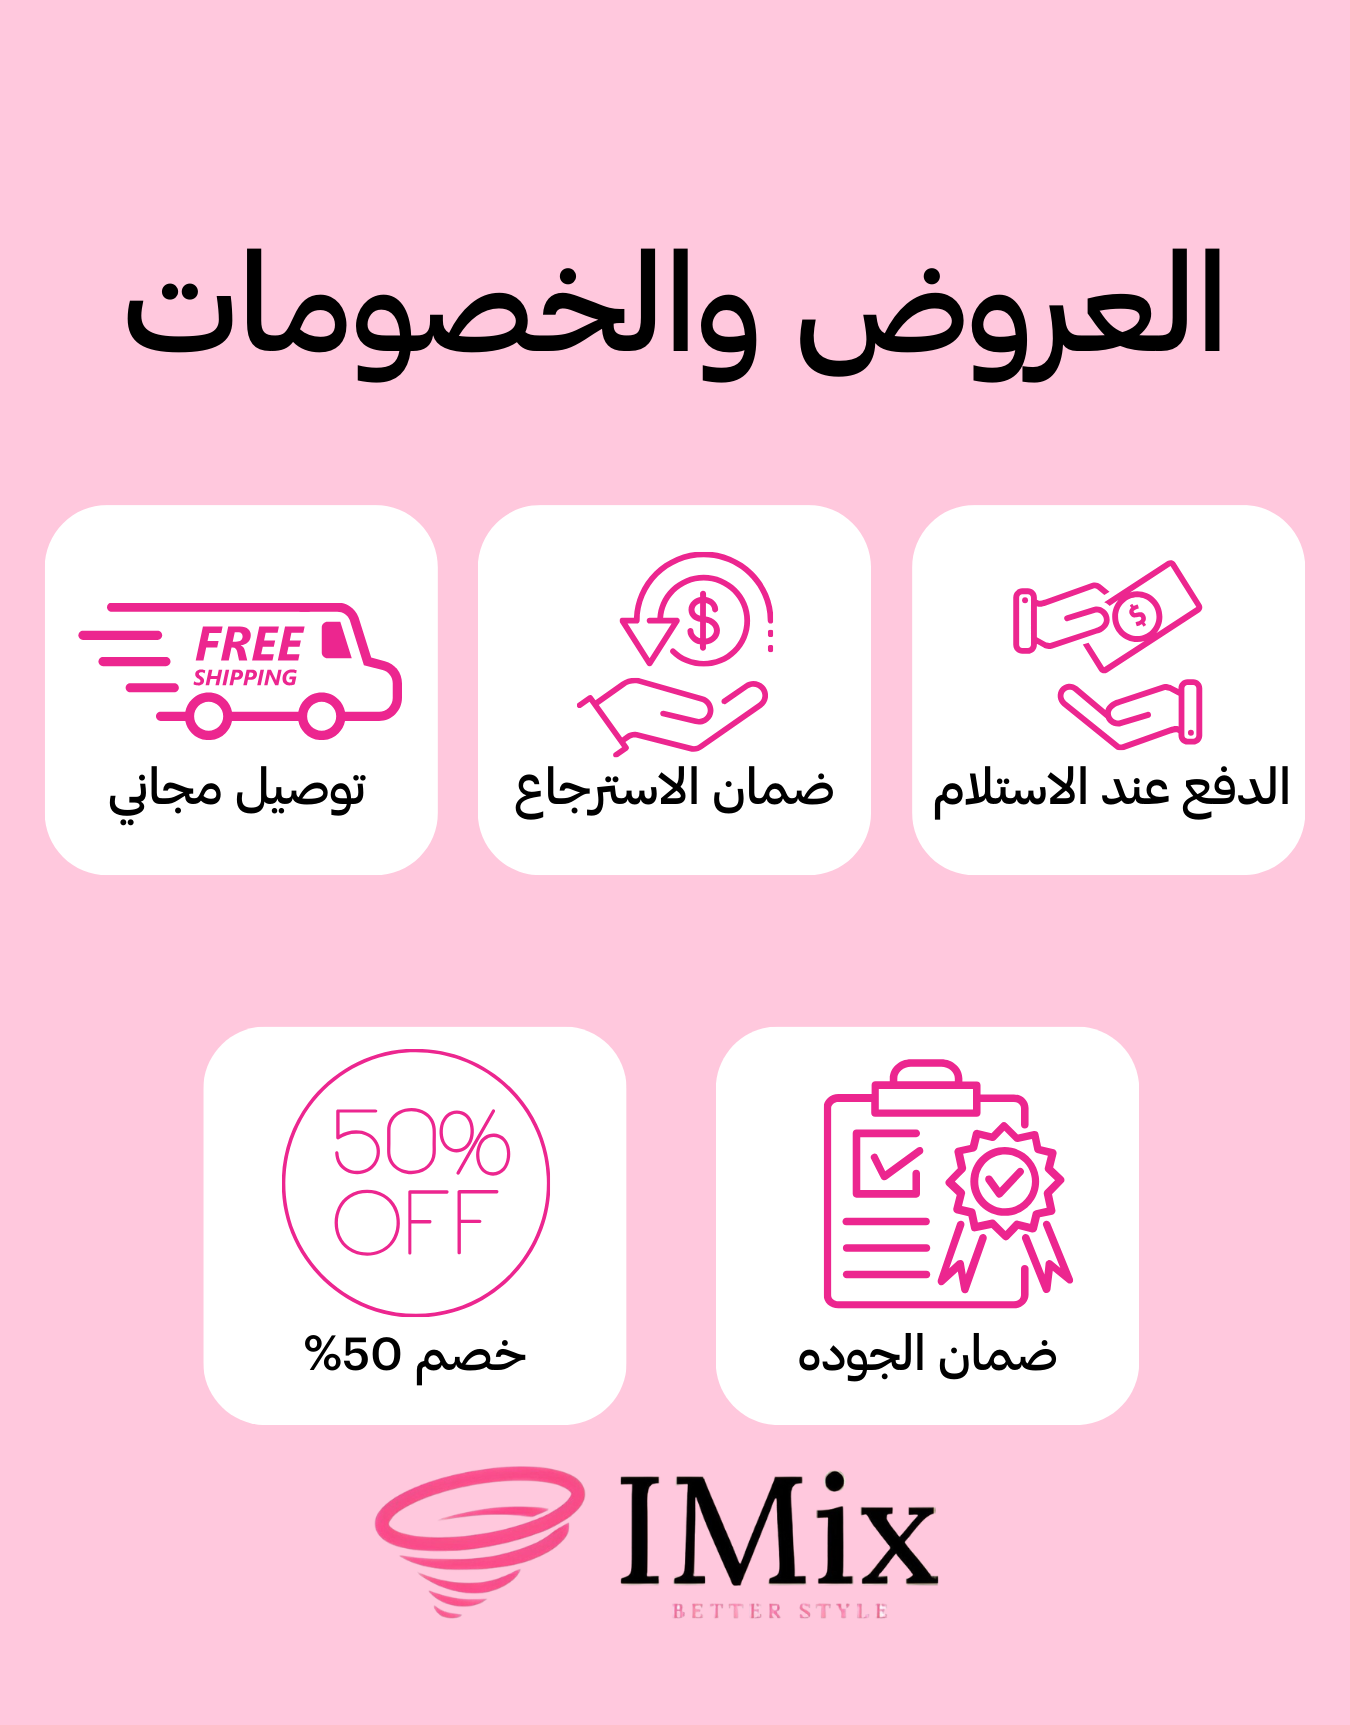 العروض والخصومات
الدفع عند الاستلام
$
ضمان الاسترجاع
$
FREE
SHIPPING
توصيل مجاني
ضمان الجوده
50%
OFF
خصم 50%
IMix
BETTER STYLE